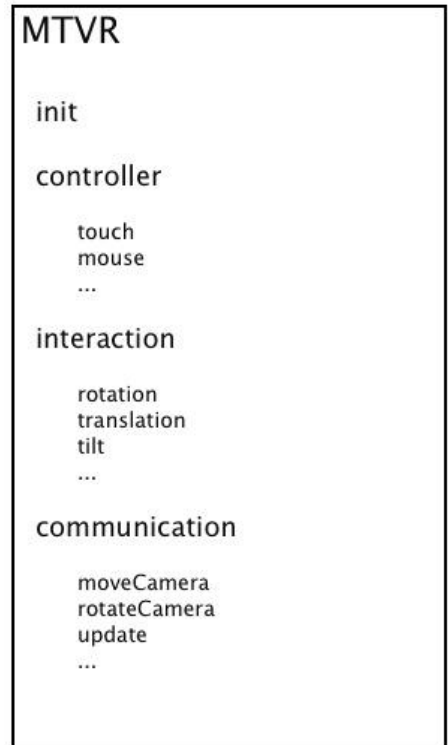 MTVR
init
controller
touch
mouse
...
interaction
rotation
translation
tilt
...
communication
moveCamera
rotateCamera
update
...